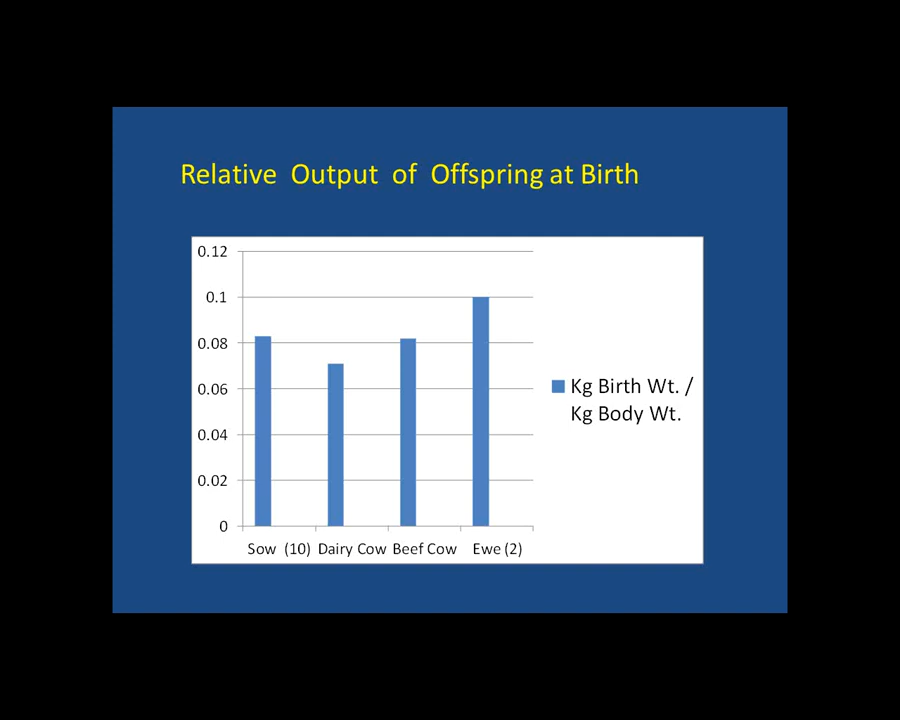 Relative Output of Offspring at Birth
0.12
0.1
0.08
0.06
0.04
0.02
0
Sow (10) Dairy Cow Beef Cow Ewe (2)
Kg Birth Wt. /
Kg Body Wt.